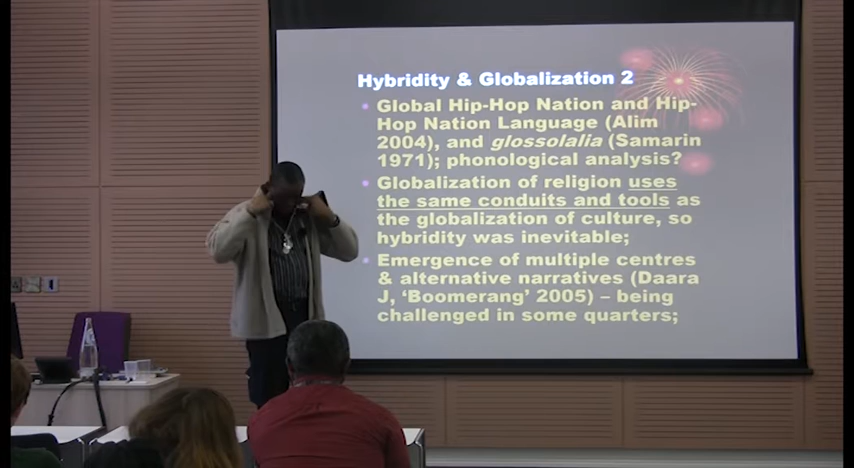 Hybridity & Globalization 2
Global Hip-Hop Nation and Hip-
Hop Nation Language (Alim
2004), and glossolalia (Samarin
1971); phonological analysis?
Globalization of religion uses
the same conduits and tools as
the globalization of culture, so
hybridity was inevitable;
Emergence of multiple centres
& alternative narratives (Daara
J, ‘Boomerang’ 2005) – being
challenged in some quarters;